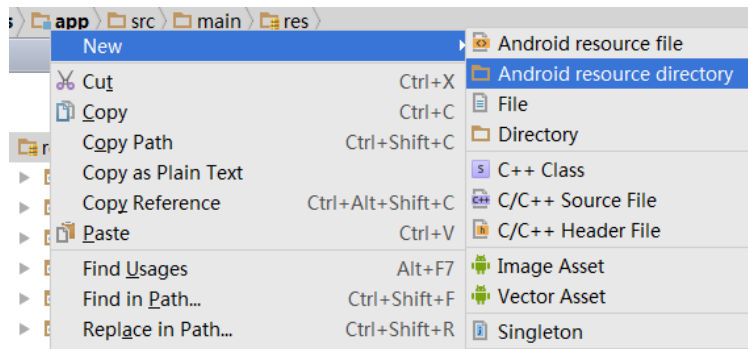 app src main res
New
Android resource file
Cut Ctrl+X
Android resource directory
Copy Ctrl+C
File
Copy Path Ctrl+Shift+C
Directory
Copy as Plain Text
C++ Class
Copy Reference Ctrl+Alt+Shift+C
C/C++ Source File
Paste Ctrl+V
C/C++ Header File
Find Usages Alt+F7
Image Asset
Find in Path... Ctrl+Shift+F
Vector Asset
Replace in Path... Ctrl+Shift+R
Singleton